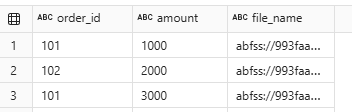 ABC order_id ABC amount ABC file_name
1 101 1000 abfss://993faa...
2 102 2000 abfss://993faa...
3 101 3000 abfss://993faa...